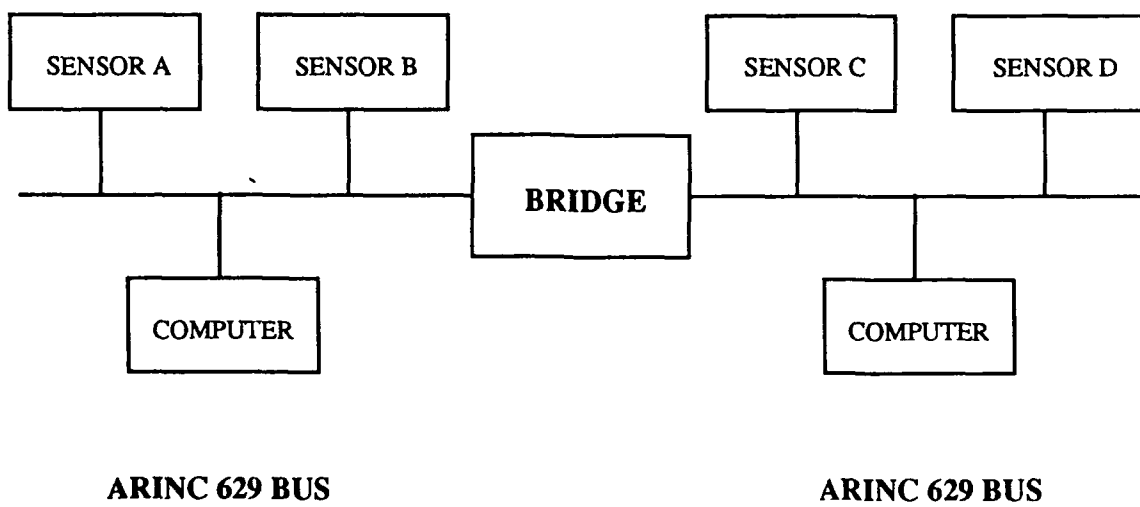 SENSOR A
SENSOR B
SENSOR C
SENSOR D
BRIDGE
COMPUTER
COMPUTER
ARINC 629 BUS
ARINC 629 BUS